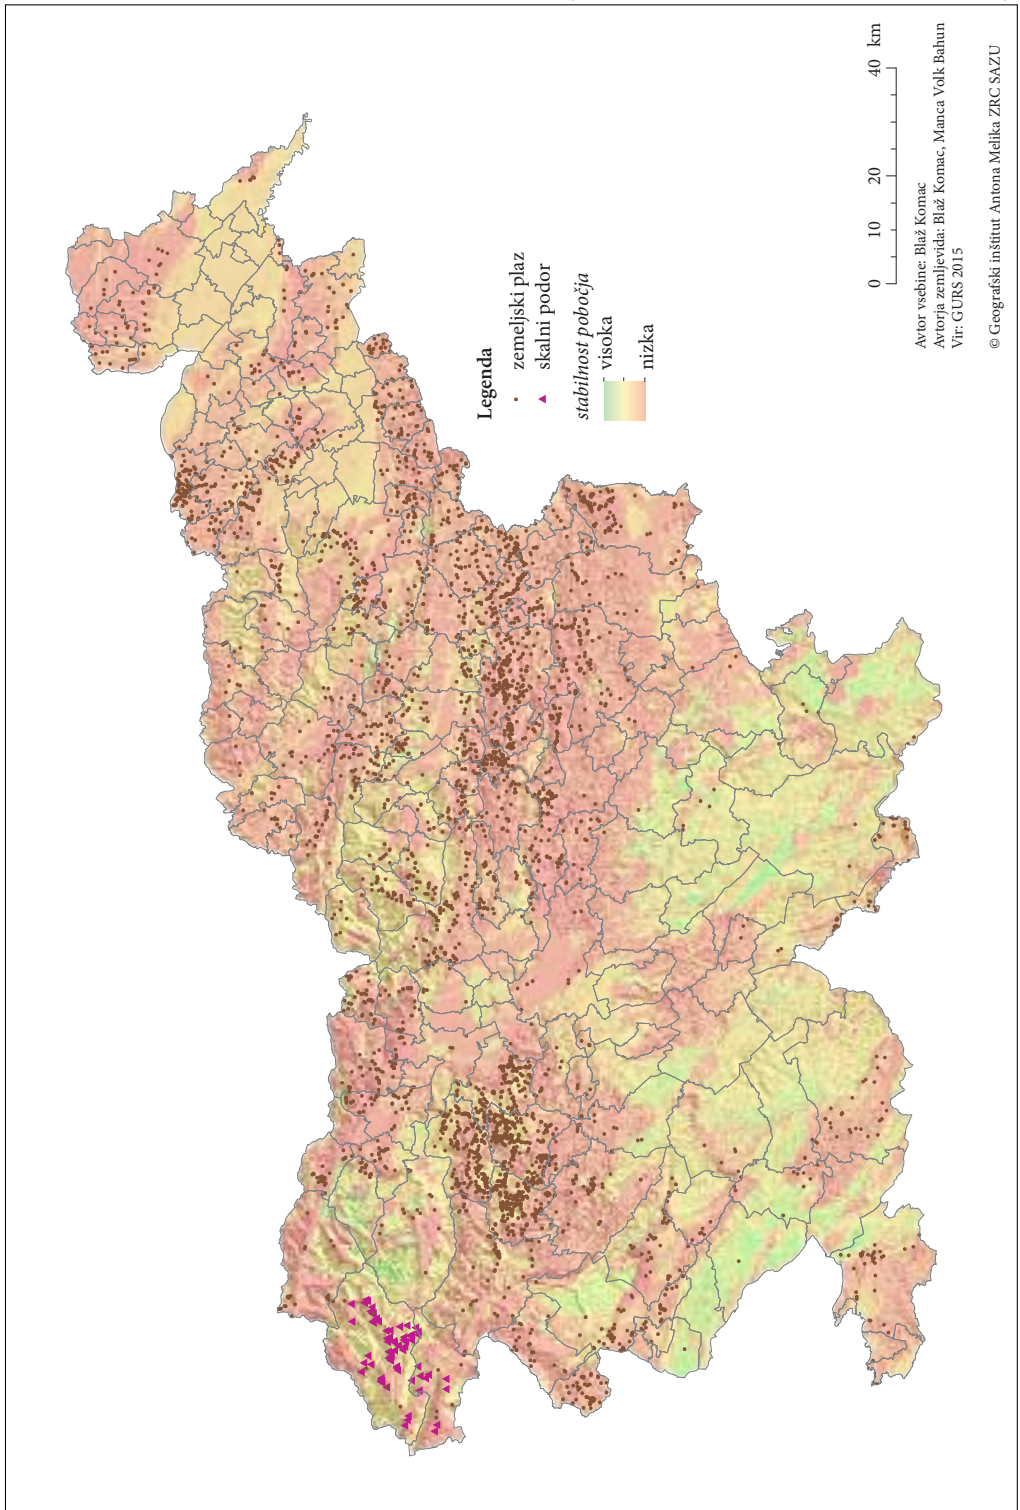 Legenda
zemeljski plaz
skalni podor
stabilnost pobočja
visoka
nizka
0 10 20 40 km
Avtor vsebine: Blaž Komac
Avtorja zemljevida: Blaž Komac, Manca Volk Bahun
Vir: GURS 2015
© Geografski inštitut Antona Melika ZRC SAZU